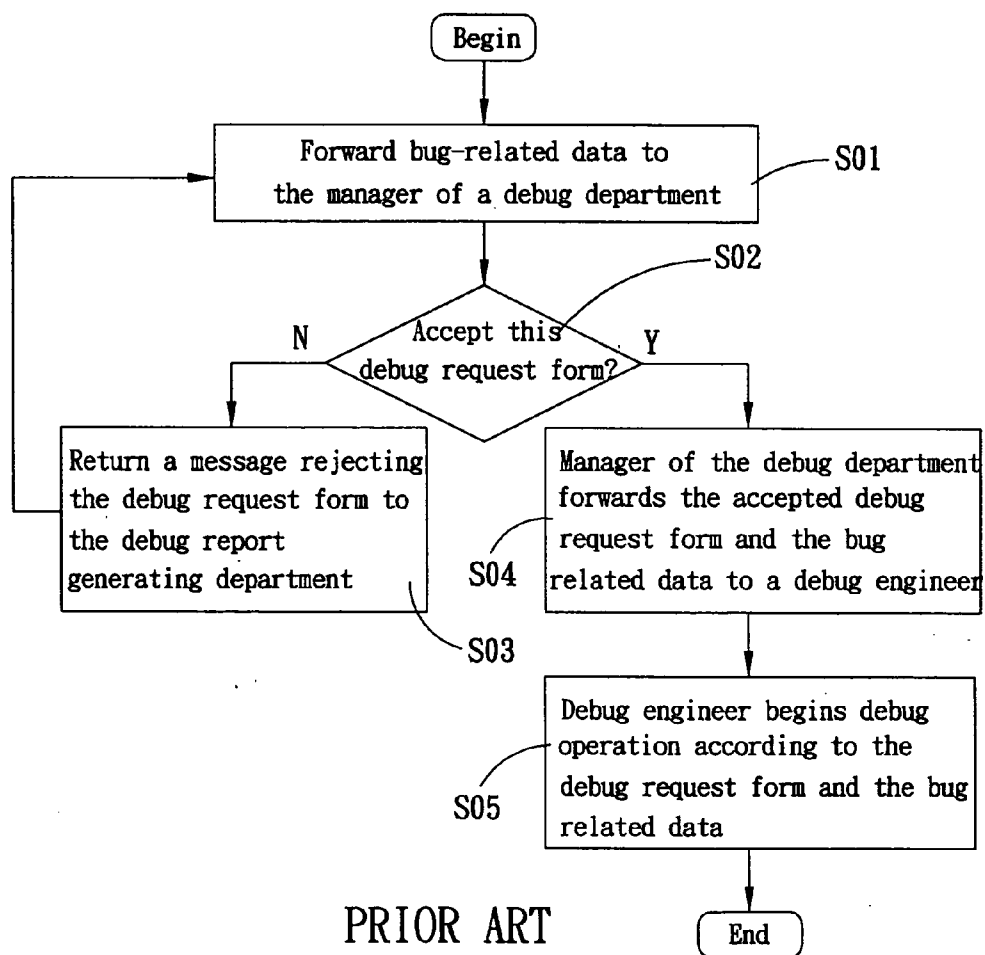 Begin
Forward bug-related data to
the manager of a debug department
S01
S02
Accept this
debug request form?
N
Y
Return a message rejecting
the debug request form to
the debug report
generating department
S03
Manager of the debug department
forwards the accepted debug
request form and the bug
related data to a debug engineer
S04
Debug engineer begins debug
operation according to the
debug request form and the bug
related data
S05
PRIOR ART
End